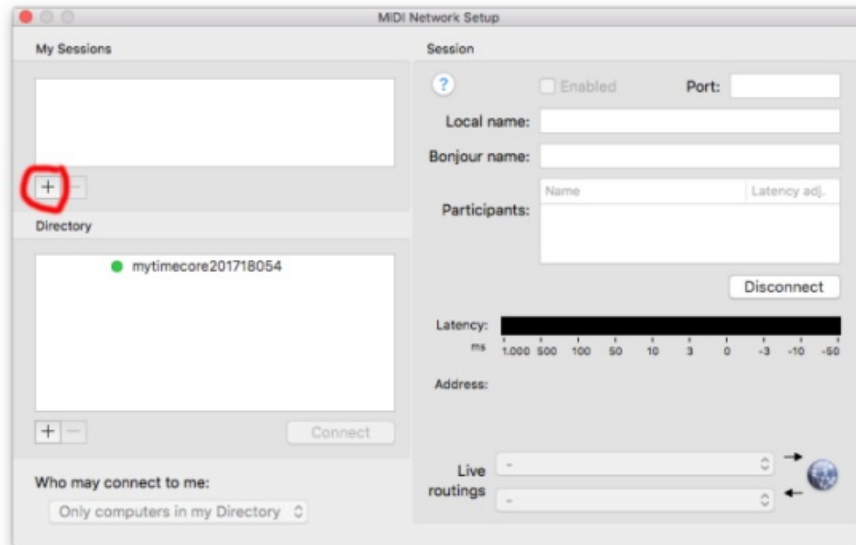 MIDI Network Setup
My Sessions
+ −
Directory
mytimecore201718054
+ −
Connect
Who may connect to me:
Only computers in my Directory
Session
?
Enabled
Port:
Local name:
Bonjour name:
Participants:
Name Latency adj.
Disconnect
Latency:
ms 1.000 500 100 50 10 3 0 -3 -10 -50
Address:
Live routings
-
-